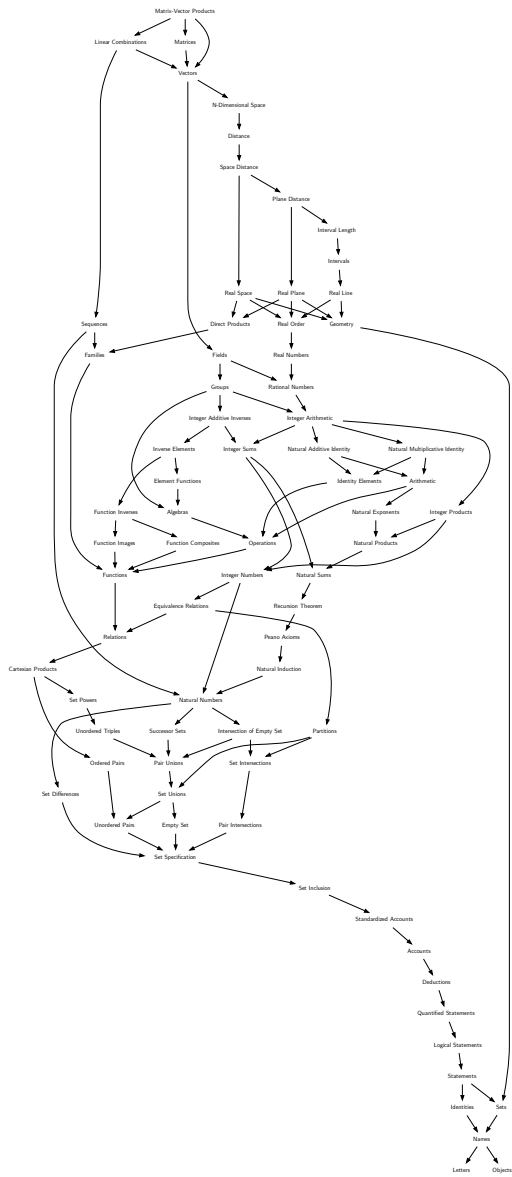 Matrix-Vector Products
Linear Combinations
Matrices
Vectors
N-Dimensional Space
Distance
Space Distance
Plane Distance
Interval Length
Intervals
Real Space
Real Plane
Real Line
Sequences
Direct Products
Real Order
Geometry
Families
Fields
Real Numbers
Groups
Rational Numbers
Integer Additive Inverses
Integer Arithmetic
Inverse Elements
Integer Sums
Natural Additive Identity
Natural Multiplicative Identity
Element Functions
Identity Elements
Arithmetic
Function Inverses
Algebras
Natural Exponents
Integer Products
Function Images
Function Composites
Operations
Natural Products
Functions
Integer Numbers
Natural Sums
Equivalence Relations
Recursion Theorem
Relations
Peano Axioms
Cartesian Products
Natural Induction
Set Powers
Natural Numbers
Unordered Triples
Successor Sets
Intersection of Empty Set
Partitions
Ordered Pairs
Pair Unions
Set Intersections
Set Differences
Set Unions
Unordered Pairs
Empty Set
Pair Intersections
Set Specification
Set Inclusion
Standardized Accounts
Accounts
Deductions
Quantified Statements
Logical Statements
Statements
Identities
Sets
Names
Letters
Objects